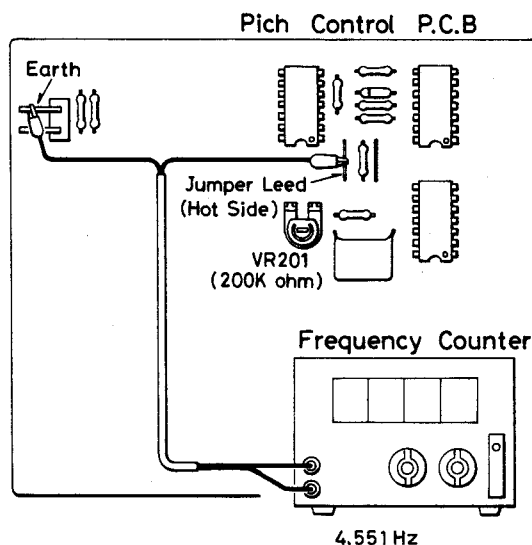 Pich Control P.C.B
Earth
Jumper Leed
(Hot Side)
VR201
(200K ohm)
Frequency Counter
4,551Hz